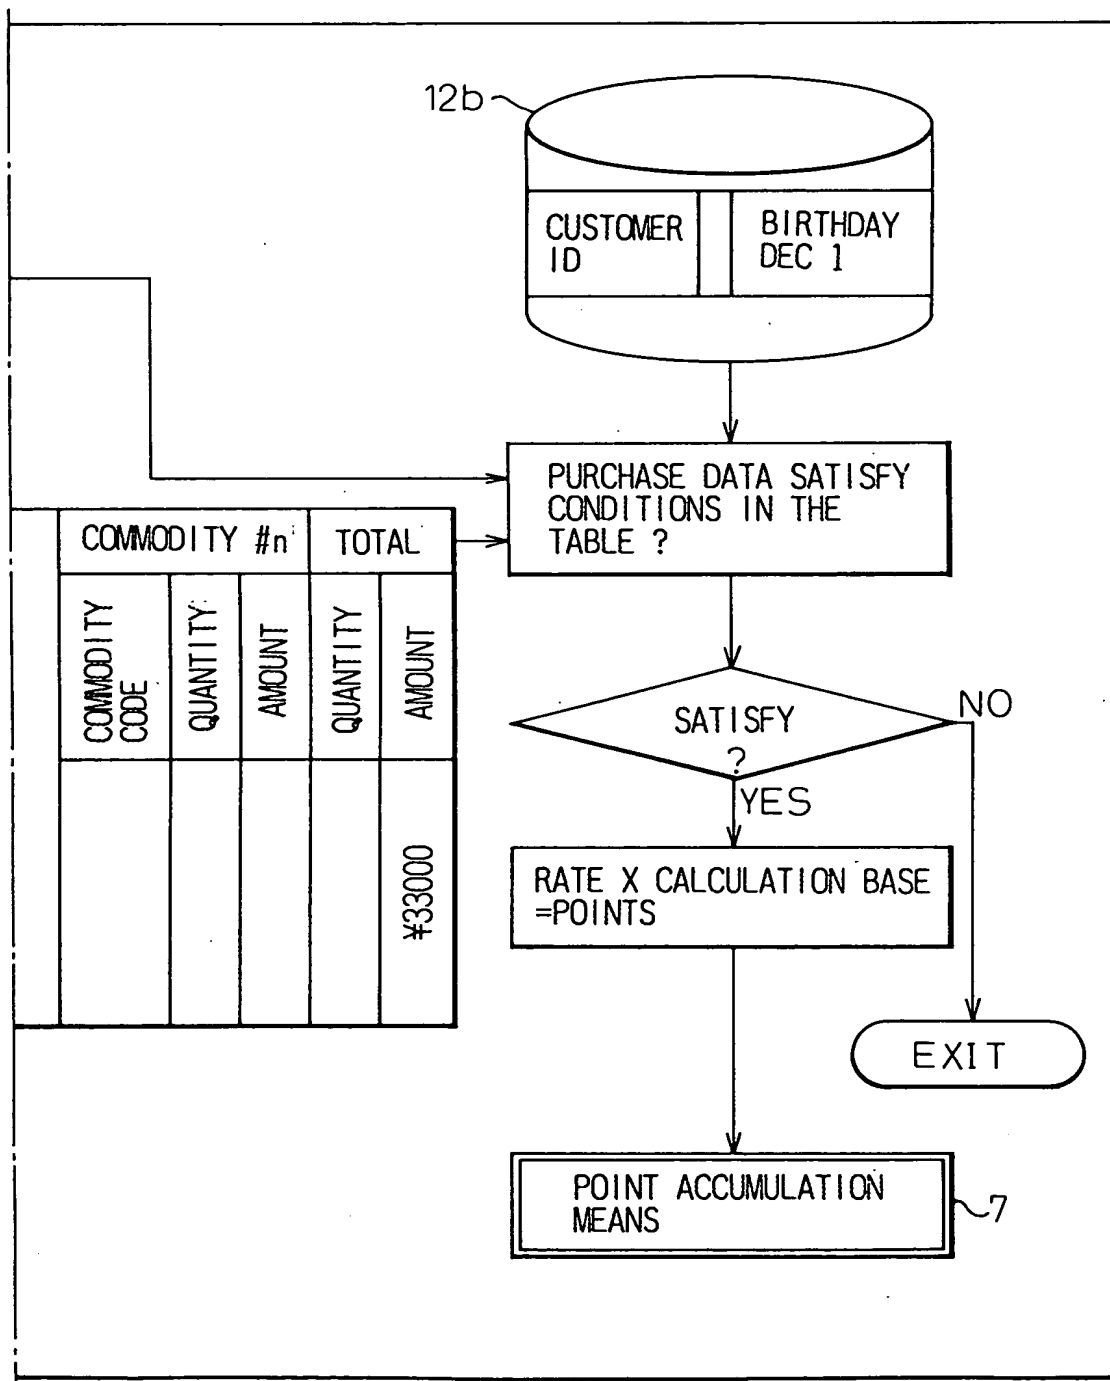 12b
CUSTOMER
ID
BIRTHDAY
DEC 1
PURCHASE DATA SATISFY
CONDITIONS IN THE
TABLE ?
COMMODITY #n
TOTAL
COMMODITY
CODE
QUANTITY
AMOUNT
QUANTITY
AMOUNT
¥33000
SATISFY
?
NO
YES
RATE X CALCULATION BASE
=POINTS
EXIT
POINT ACCUMULATION
MEANS
7